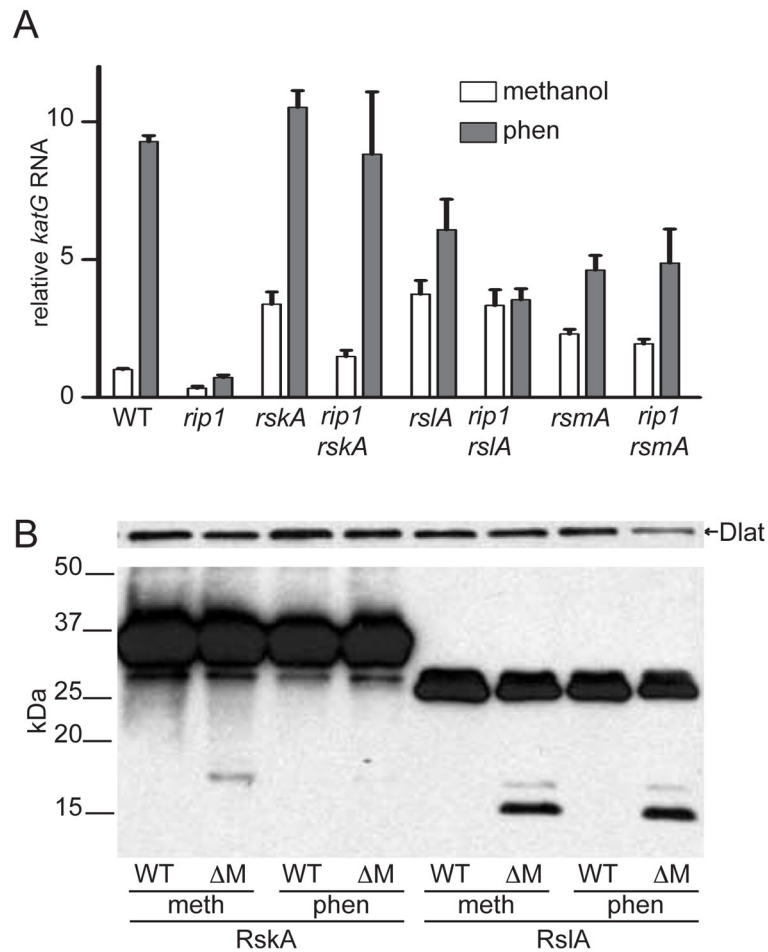 A
relative katG RNA
10
5
0
methanol
phen
WT rip1 rskA rip1 rskA rslA rip1 rslA rsmA rip1 rsmA
B
←Dlat
kDa
50
37
25
20
15
WT ΔM WT ΔM WT ΔM WT ΔM
meth phen meth phen
RskA RslA